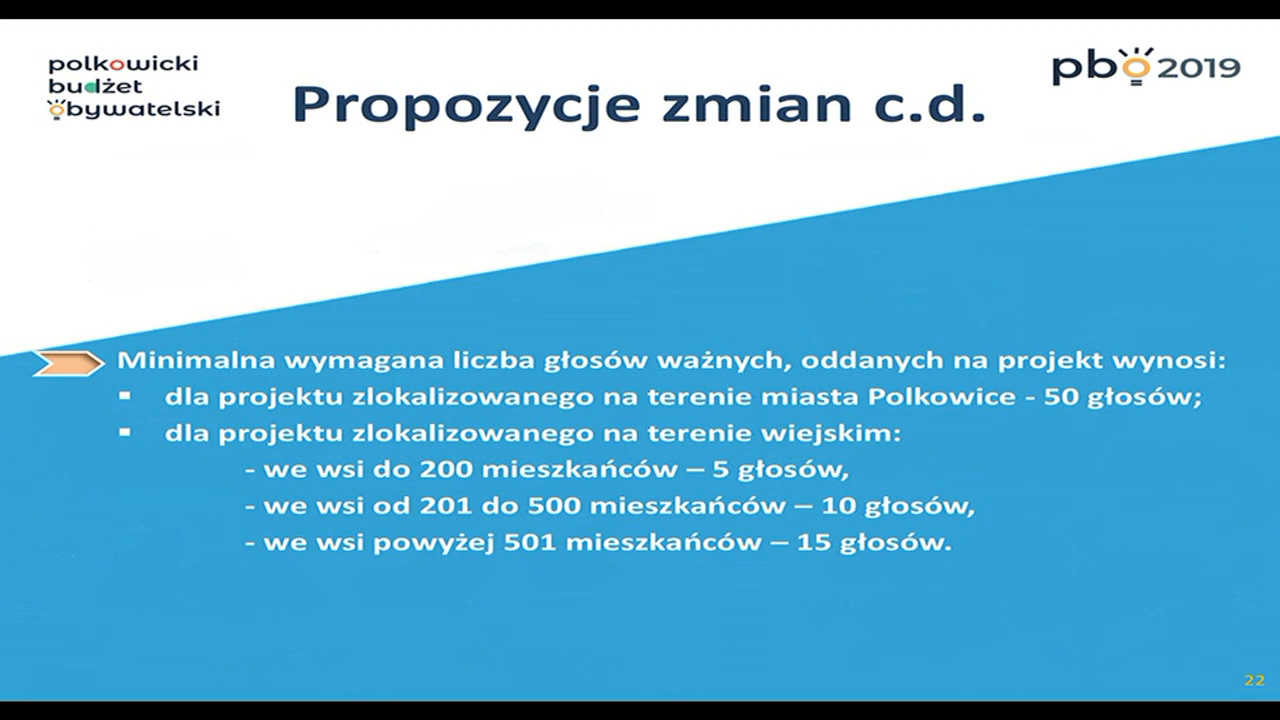 polkowicki
budżet
obywatelski
pbo 2019
Propozycje zmian c.d.
Minimalna wymagana liczba głosów ważnych, oddanych na projekt wynosi:
▪ dla projektu zlokalizowanego na terenie miasta Polkowice - 50 głosów;
▪ dla projektu zlokalizowanego na terenie wiejskim:
- we wsi do 200 mieszkańców – 5 głosów,
- we wsi od 201 do 500 mieszkańców – 10 głosów,
- we wsi powyżej 501 mieszkańców – 15 głosów.
22